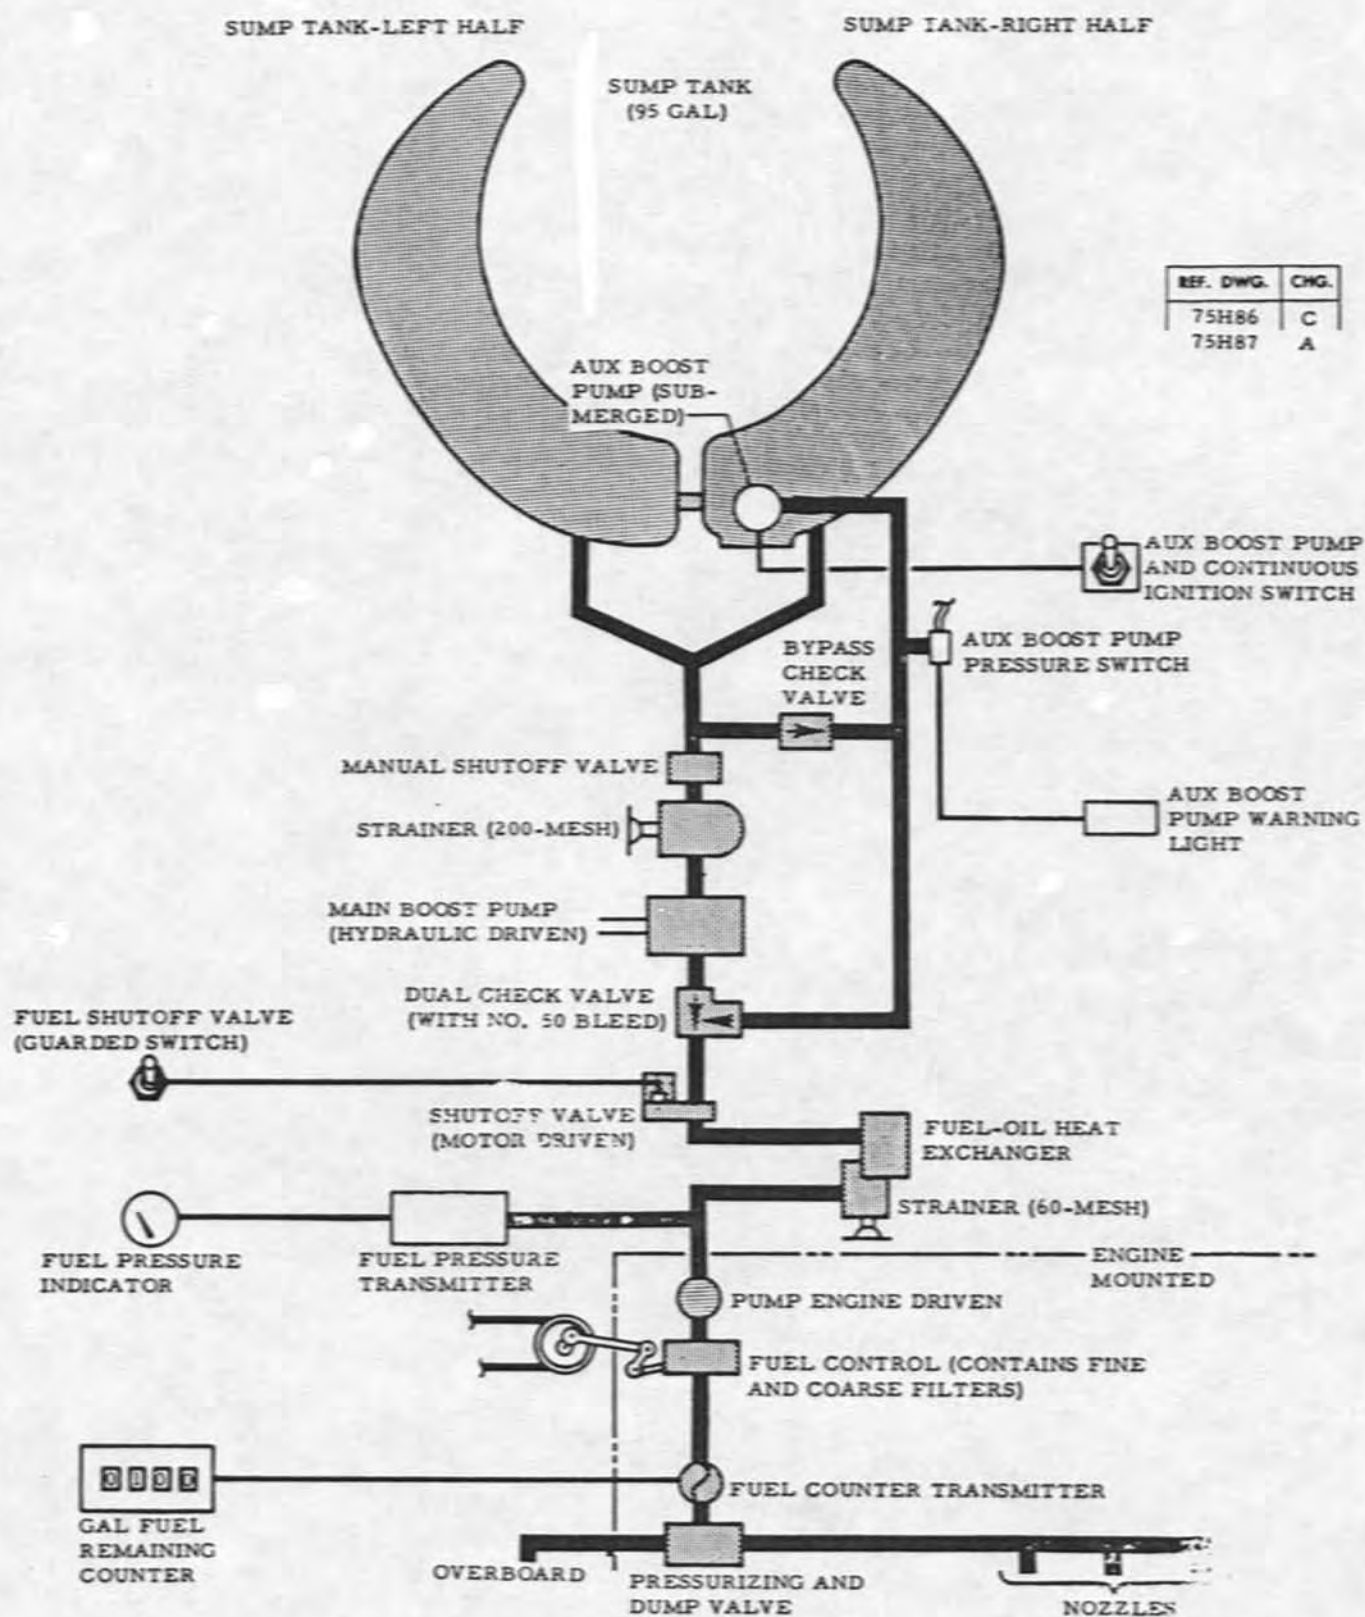 SUMP TANK-LEFT HALF
SUMP TANK-RIGHT HALF
SUMP TANK
(95 GAL)
REF. DWG. CHG.
75H86 C
75H87 A
AUX BOOST
PUMP (SUB-
MERGED)
AUX BOOST PUMP
AND CONTINUOUS
IGNITION SWITCH
AUX BOOST PUMP
PRESSURE SWITCH
BYPASS
CHECK
VALVE
MANUAL SHUTOFF VALVE
STRAINER (200-MESH)
AUX BOOST
PUMP WARNING
LIGHT
MAIN BOOST PUMP
(HYDRAULIC DRIVEN)
DUAL CHECK VALVE
(WITH NO. 50 BLEED)
FUEL SHUTOFF VALVE
(GUARDED SWITCH)
SHUTOFF VALVE
(MOTOR DRIVEN)
FUEL-OIL HEAT
EXCHANGER
STRAINER (60-MESH)
FUEL PRESSURE
INDICATOR
FUEL PRESSURE
TRANSMITTER
ENGINE
MOUNTED
PUMP ENGINE DRIVEN
FUEL CONTROL (CONTAINS FINE
AND COARSE FILTERS)
FUEL COUNTER TRANSMITTER
GAL FUEL
REMAINING
COUNTER
OVERBOARD
PRESSURIZING AND
DUMP VALVE
NOZZLES